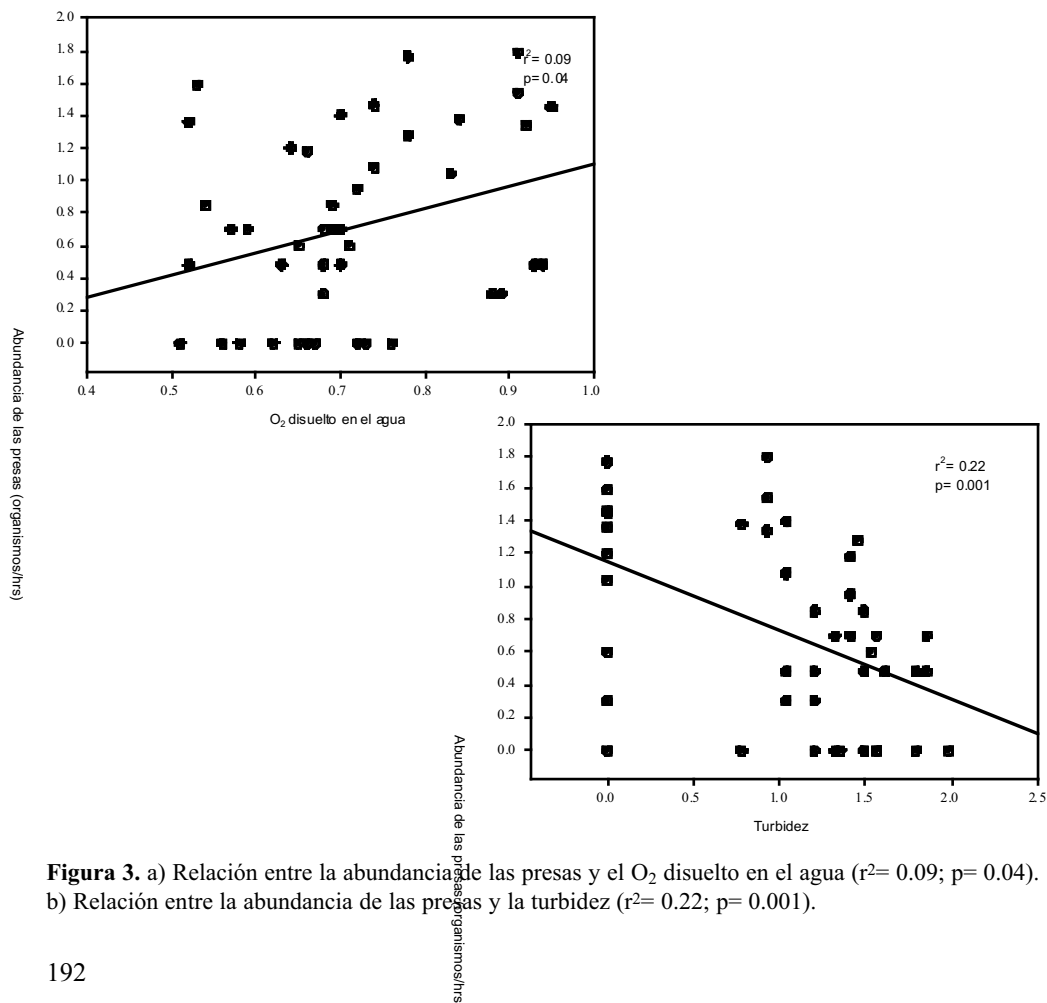 2.0
1.8
1.6
1.4
1.2
1.0
0.8
0.6
0.4
0.2
0.0
r2= 0.09
p= 0.04
0.4 0.5 0.6 0.7 0.8 0.9 1.0
O2 disuelto en el agua
Abundancia de las presas (organismos/hrs)
2.0
1.8
1.6
1.4
1.2
1.0
0.8
0.6
0.4
0.2
0.0
r2= 0.22
p= 0.001
0.0 0.5 1.0 1.5 2.0 2.5
Turbidez
Abundancia de las presas (organismos/hrs
Figura 3. a) Relación entre la abundancia de las presas y el O2 disuelto en el agua (r2= 0.09; p= 0.04).
b) Relación entre la abundancia de las presas y la turbidez (r2= 0.22; p= 0.001).
192